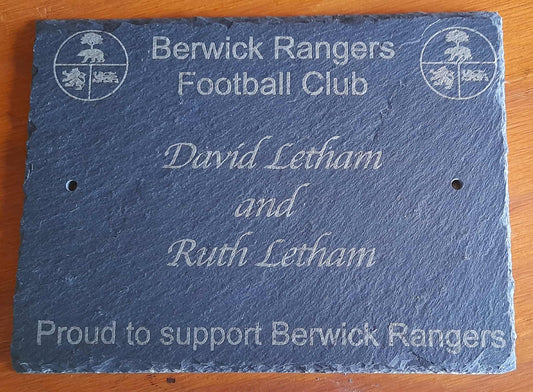 Berwick Rangers
Football Club
David Letham
and
Ruth Letham
Proud to support Berwick Rangers